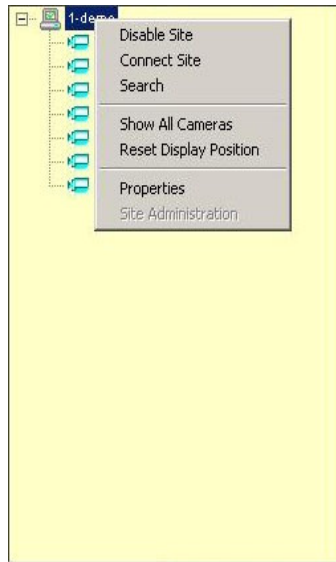 1-demo
Disable Site
Connect Site
Search
Show All Cameras
Reset Display Position
Properties
Site Administration